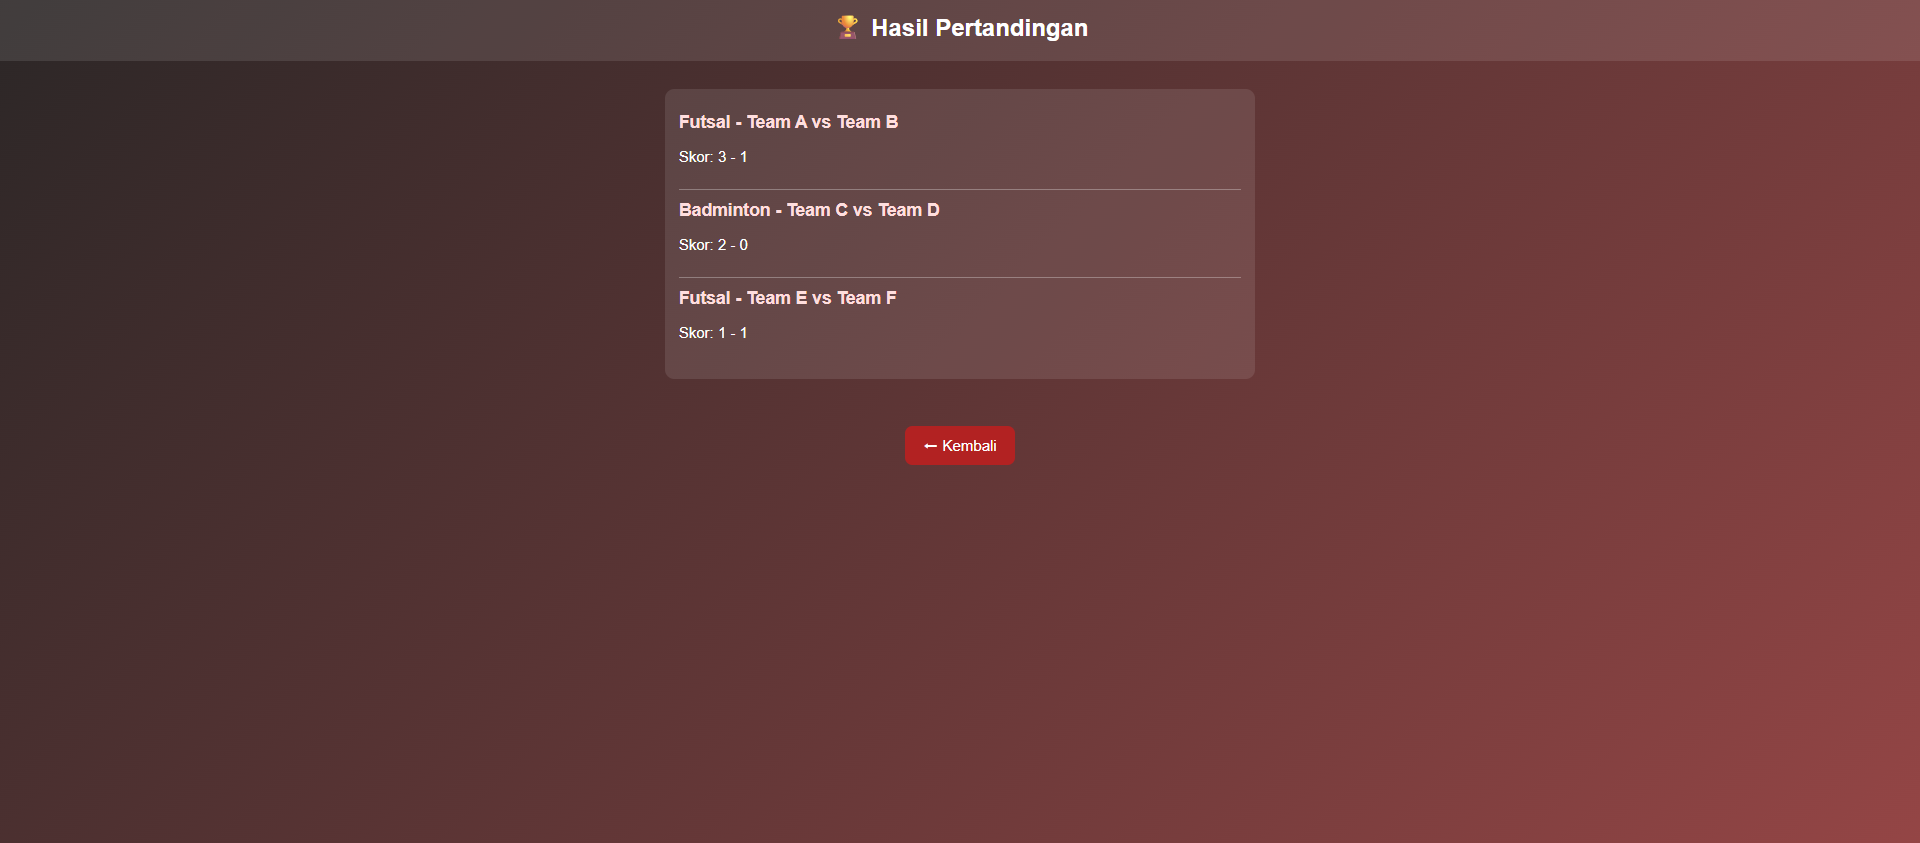 🏆 Hasil Pertandingan
Futsal - Team A vs Team B
Skor: 3 - 1
Badminton - Team C vs Team D
Skor: 2 - 0
Futsal - Team E vs Team F
Skor: 1 - 1
← Kembali